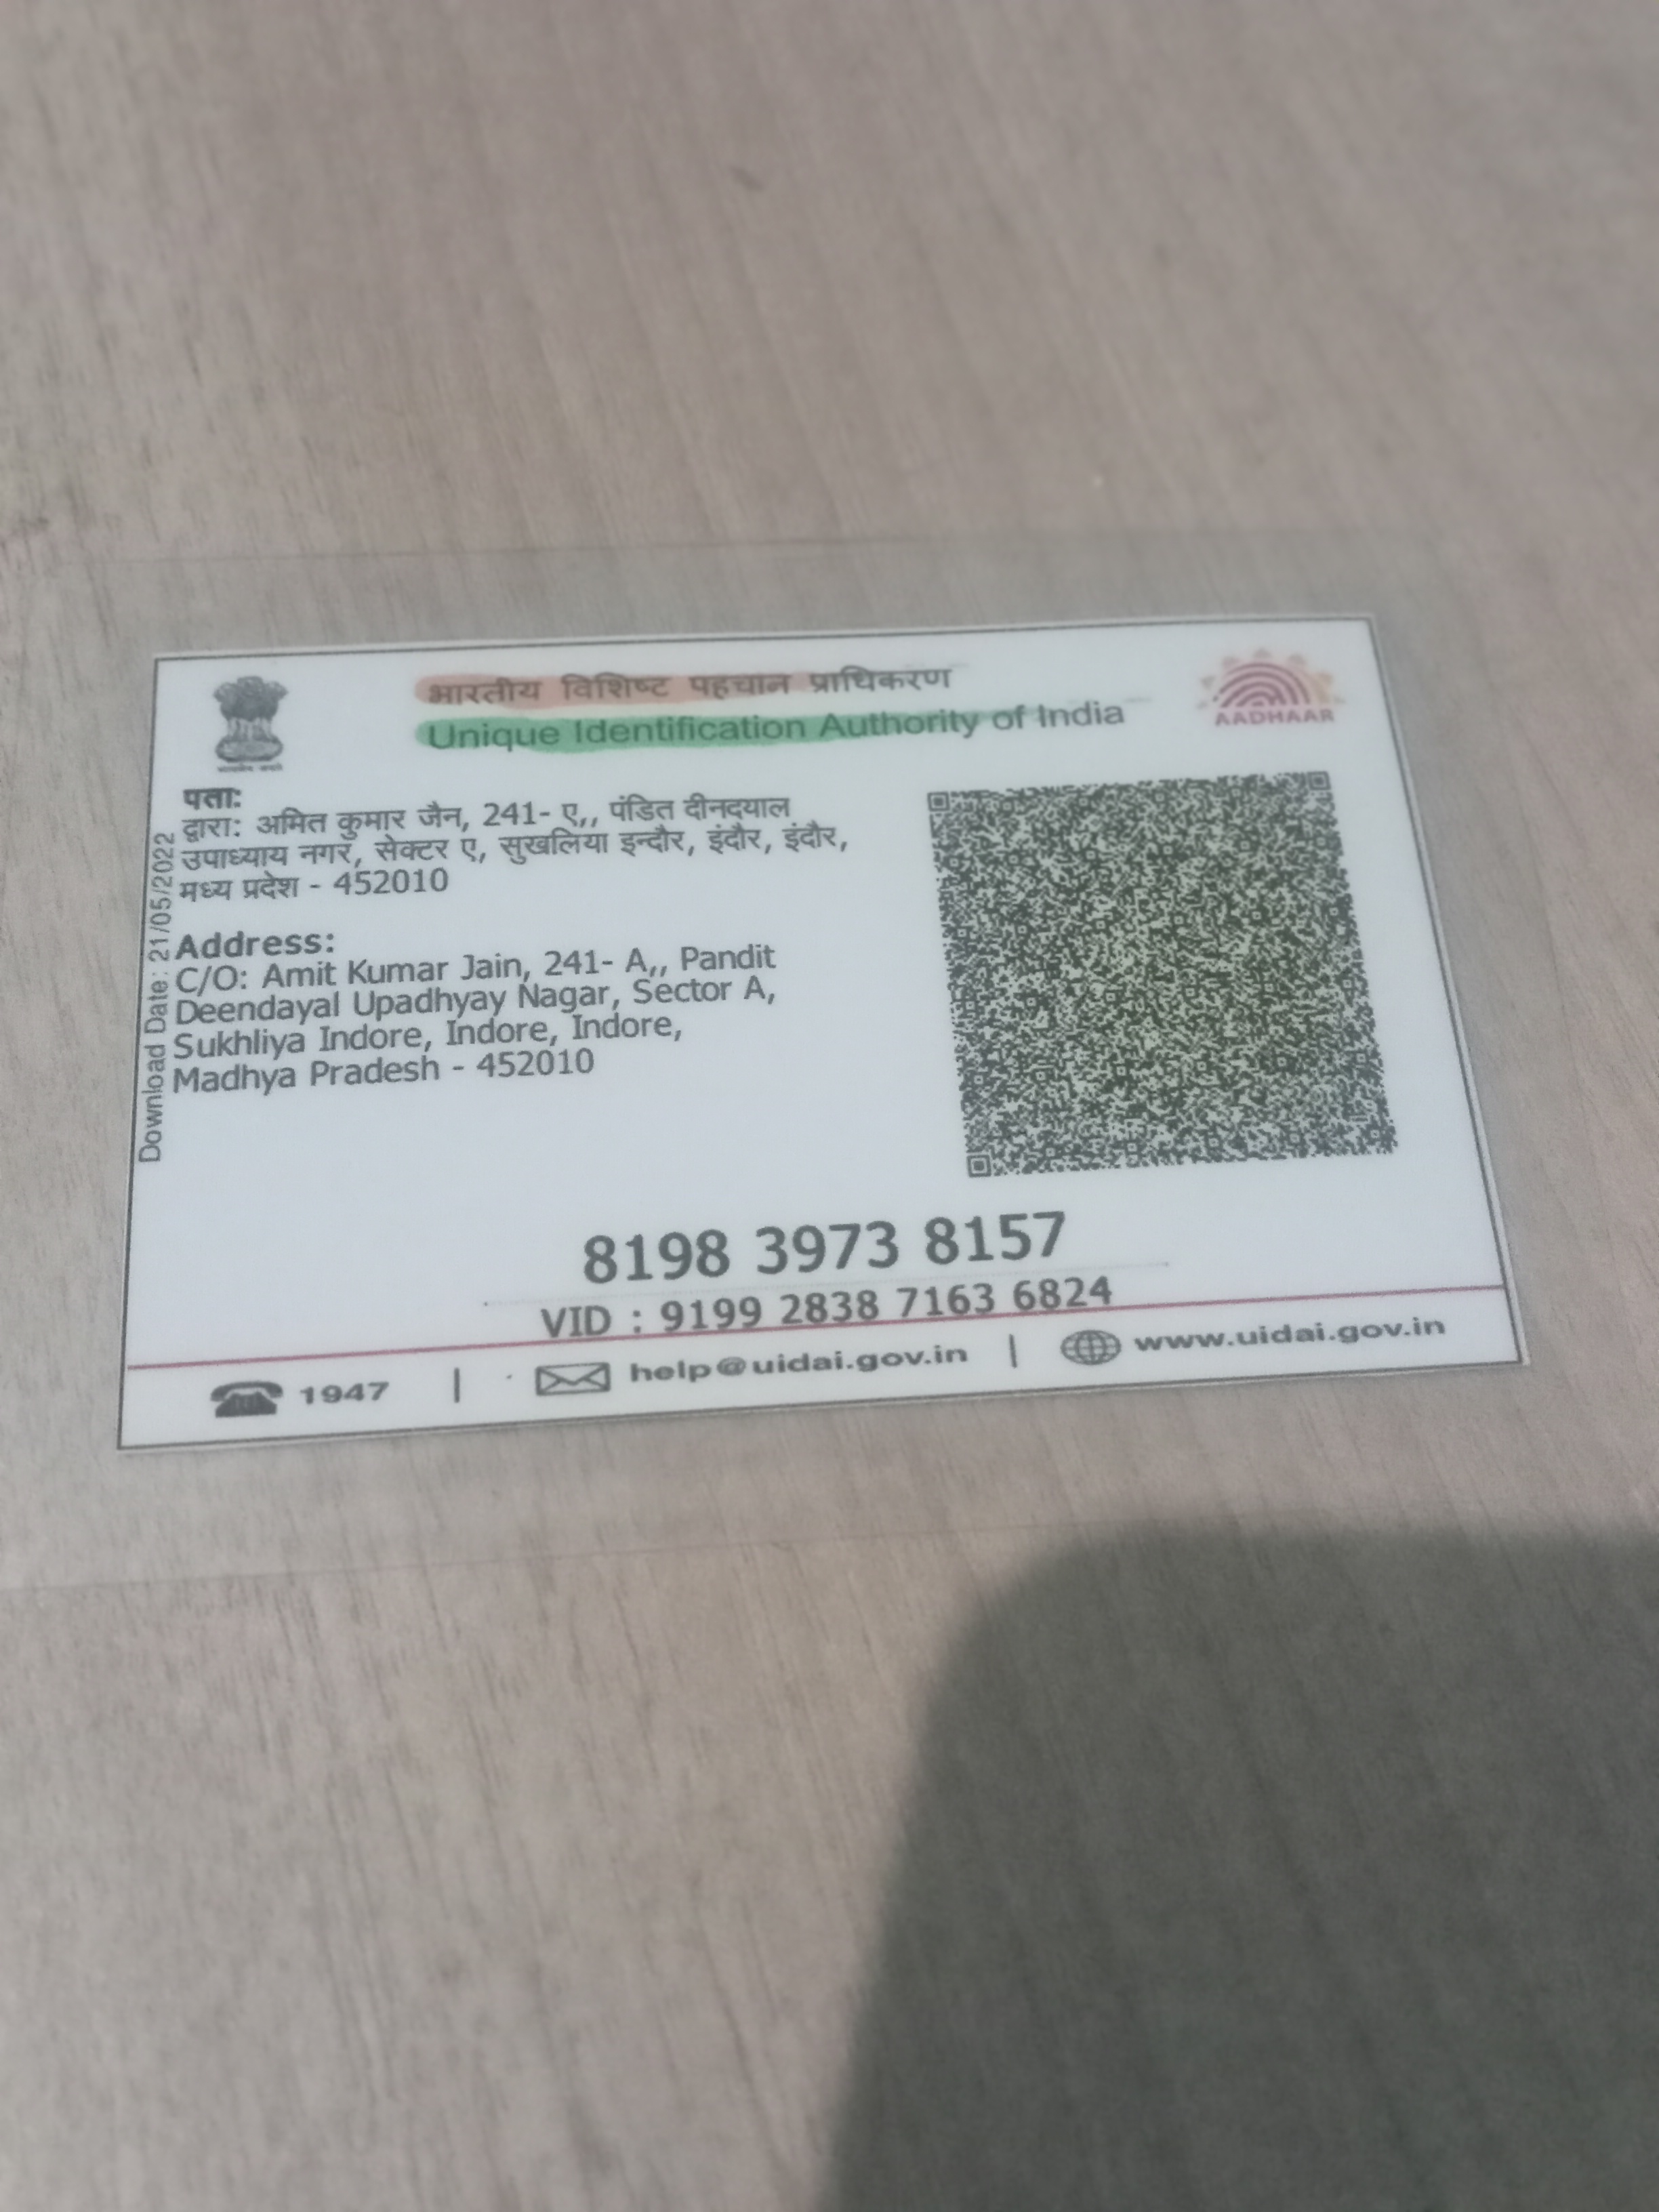 भारतीय विशिष्ट पहचान प्राधिकरण
Unique Identification Authority of India
AADHAAR
पता:
द्वारा: अमित कुमार जैन, 241- ए,, पंडित दीनदयाल
उपाध्याय नगर, सेक्टर ए, सुखलिया इन्दौर, इंदौर, इंदौर,
मध्य प्रदेश - 452010
Address:
C/O: Amit Kumar Jain, 241- A,, Pandit
Deendayal Upadhyay Nagar, Sector A,
Sukhliya Indore, Indore, Indore,
Madhya Pradesh - 452010
Download Date: 21/05/2022
8198 3973 8157
VID : 9199 2838 7163 6824
1947 | help@uidai.gov.in | www.uidai.gov.in